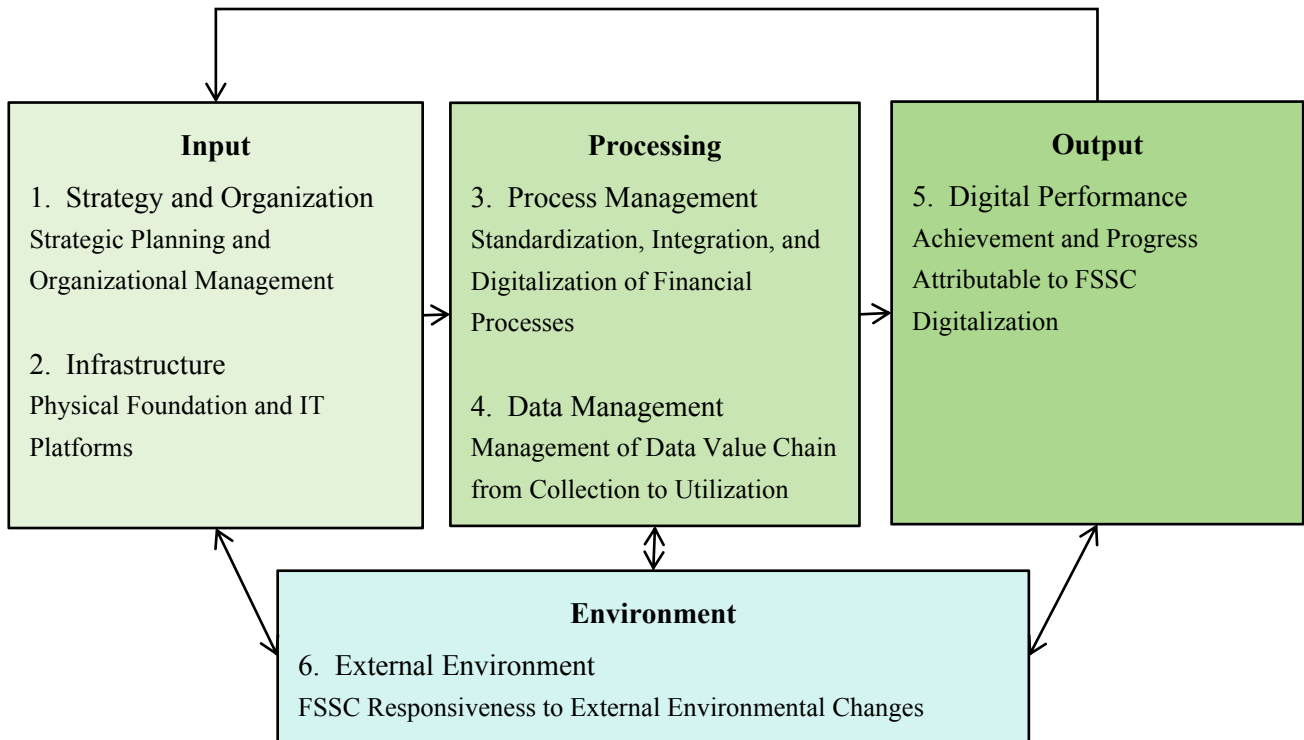 Input
1. Strategy and Organization
Strategic Planning and
Organizational Management
2. Infrastructure
Physical Foundation and IT
Platforms
Processing
3. Process Management
Standardization, Integration, and
Digitalization of Financial
Processes
4. Data Management
Management of Data Value Chain
from Collection to Utilization
Output
5. Digital Performance
Achievement and Progress
Attributable to FSSC
Digitalization
Environment
6. External Environment
FSSC Responsiveness to External Environmental Changes